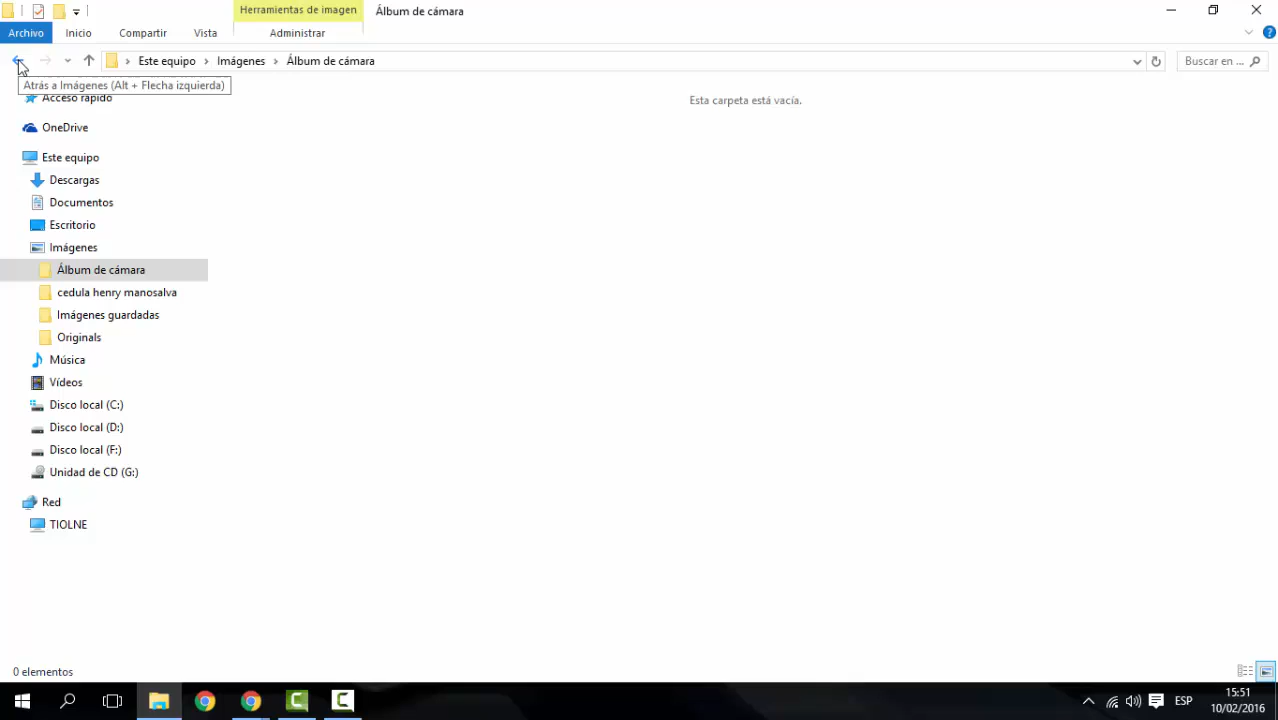 Herramientas de imagen
Álbum de cámara
Archivo
Inicio
Compartir
Vista
Administrar
Este equipo
Imágenes
Álbum de cámara
Buscar en ...
Atrás a Imágenes (Alt + Flecha izquierda)
Acceso rápido
Esta carpeta está vacía.
OneDrive
Este equipo
Descargas
Documentos
Escritorio
Imágenes
Álbum de cámara
cedula henry manosalva
Imágenes guardadas
Originals
Música
Vídeos
Disco local (C:)
Disco local (D:)
Disco local (F:)
Unidad de CD (G:)
Red
TIOLNE
0 elementos
ESP
15:51
10/02/2016